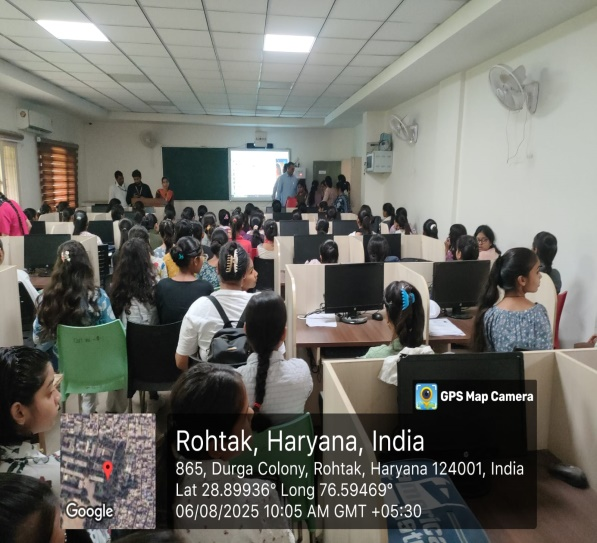 GPS Map Camera
Rohtak, Haryana, India
865, Durga Colony, Rohtak, Haryana 124001, India
Lat 28.89936° Long 76.59469°
06/08/2025 10:05 AM GMT +05:30
Google